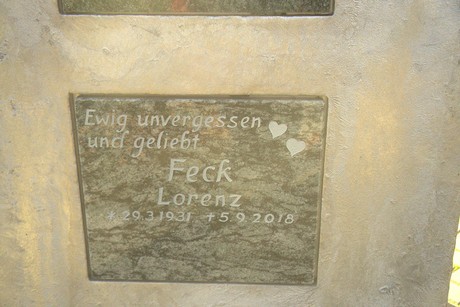 Ewig unvergessen
und geliebt
Feck
Lorenz
* 29.3.1931 † 5.9.2018